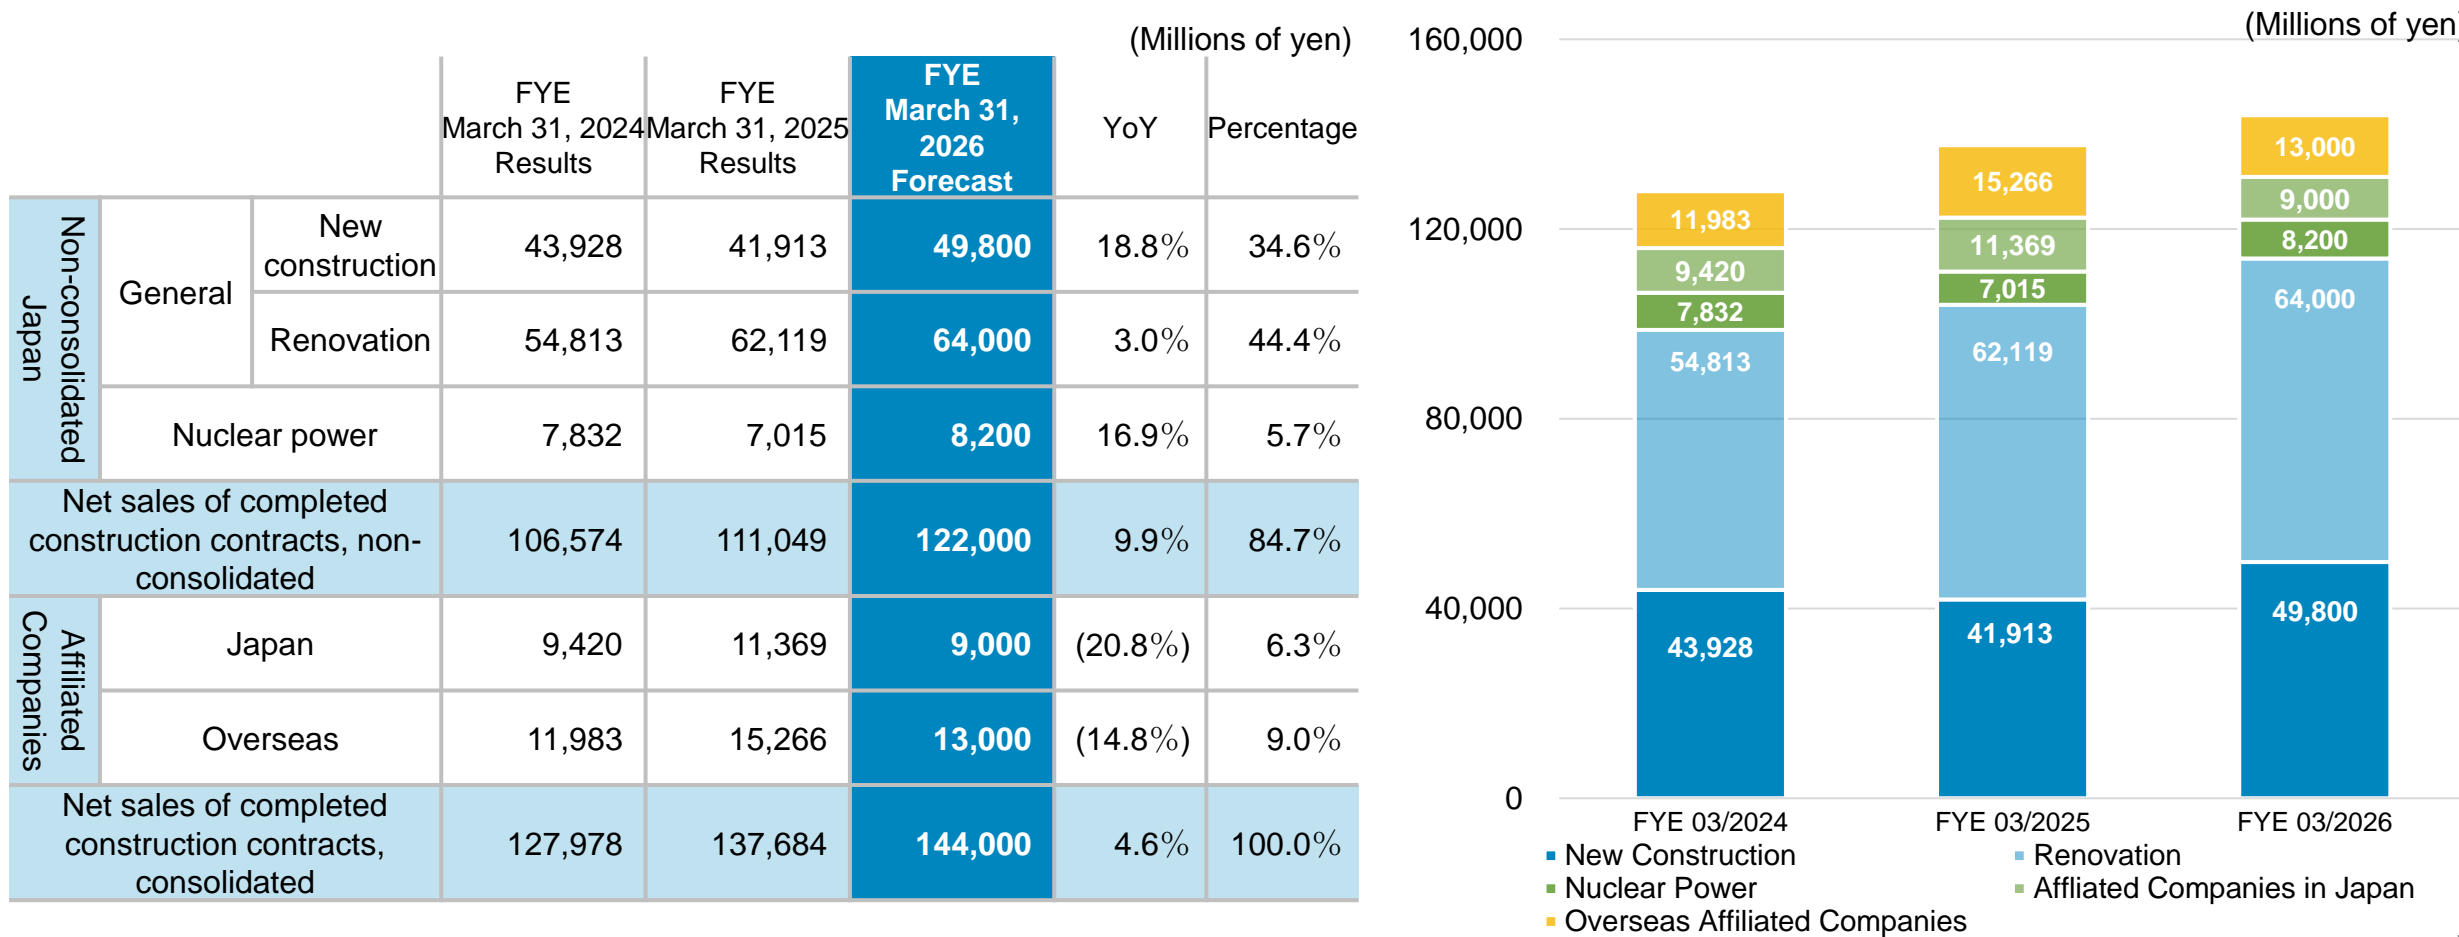 (Millions of yen)
FYE
March 31, 2024
Results
FYE
March 31, 2025
Results
FYE
March 31,
2026
Forecast
YoY
Percentage
Non-consolidated
Japan
General
New
construction
43,928
41,913
49,800
18.8%
34.6%
Renovation
54,813
62,119
64,000
3.0%
44.4%
Nuclear power
7,832
7,015
8,200
16.9%
5.7%
Net sales of completed
construction contracts, non-
consolidated
106,574
111,049
122,000
9.9%
84.7%
Affiliated
Companies
Japan
9,420
11,369
9,000
(20.8%)
6.3%
Overseas
11,983
15,266
13,000
(14.8%)
9.0%
Net sales of completed
construction contracts,
consolidated
127,978
137,684
144,000
4.6%
100.0%
(Millions of yen)
160,000
120,000
80,000
40,000
0
11,983
9,420
7,832
54,813
43,928
15,266
11,369
7,015
62,119
41,913
13,000
9,000
8,200
64,000
49,800
FYE 03/2024
FYE 03/2025
FYE 03/2026
New Construction
Renovation
Nuclear Power
Affliated Companies in Japan
Overseas Affiliated Companies